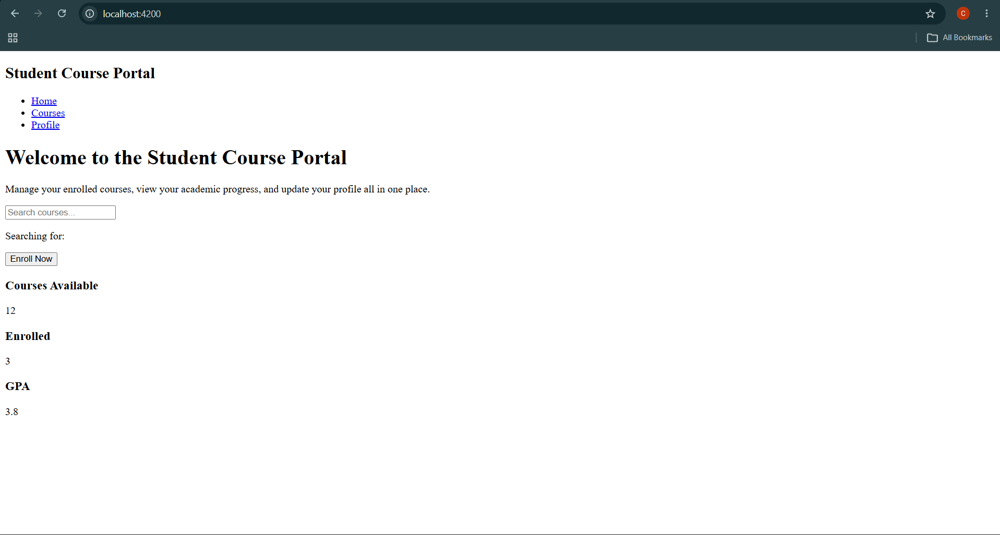 localhost:4200
C
All Bookmarks
Student Course Portal
Home
Courses
Profile
Welcome to the Student Course Portal
Manage your enrolled courses, view your academic progress, and update your profile all in one place.
Search courses...
Searching for:
Enroll Now
Courses Available
12
Enrolled
3
GPA
3.8